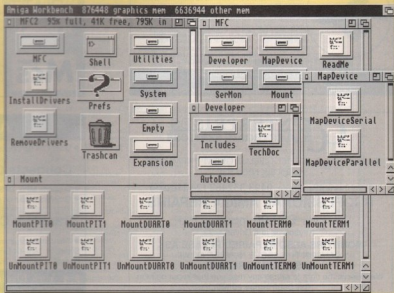 Amiga Workbench 876448 graphics mem 6636944 other mem
MFC2 95% full, 41K free, 795K in
MFC
Shell
Utilities
InstallDrivers
Prefs
System
RemoveDrivers
Trashcan
Empty
Expansion
MFC
Developer
MapDevice
ReadMe
SerMon
Mount
MapDevice
MapDeviceSerial
MapDeviceParallel
Developer
Includes
TechDoc
AutoDocs
Mount
MountPIT0 MountPIT1 MountDUART0 MountDUART1 MountTERM0 MountTERM1
UnMountPIT0 UnMountPIT1 UnMountDUART0 UnMountDUART1 UnMountTERM0 UnMountTERM1